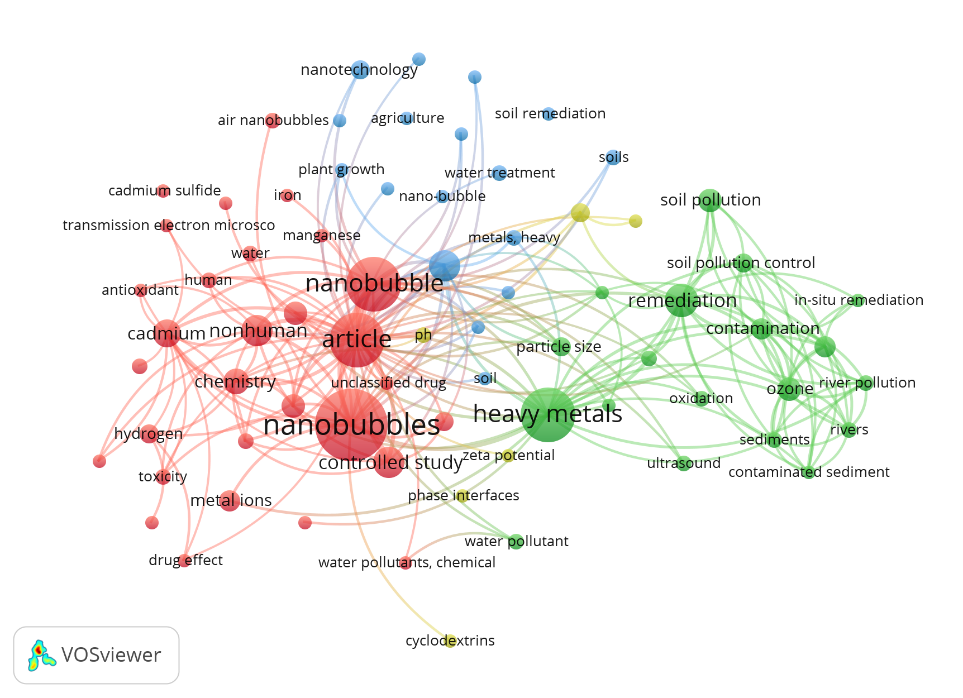 nanotechnology
air nanobubbles
agriculture
soil remediation
plant growth
water treatment
soils
cadmium sulfide
iron
nano-bubble
soil pollution
transmission electron microsco
manganese
metals, heavy
water
soil pollution control
human
nanobubble
antioxidant
remediation
in-situ remediation
cadmium
nonhuman
article
ph
particle size
contamination
chemistry
unclassified drug
soil
ozone
river pollution
oxidation
nanobubbles
heavy metals
hydrogen
rivers
sediments
controlled study
zeta potential
ultrasound
contaminated sediment
toxicity
metal ions
phase interfaces
water pollutant
drug effect
water pollutants, chemical
cyclodextrins
VOSviewer